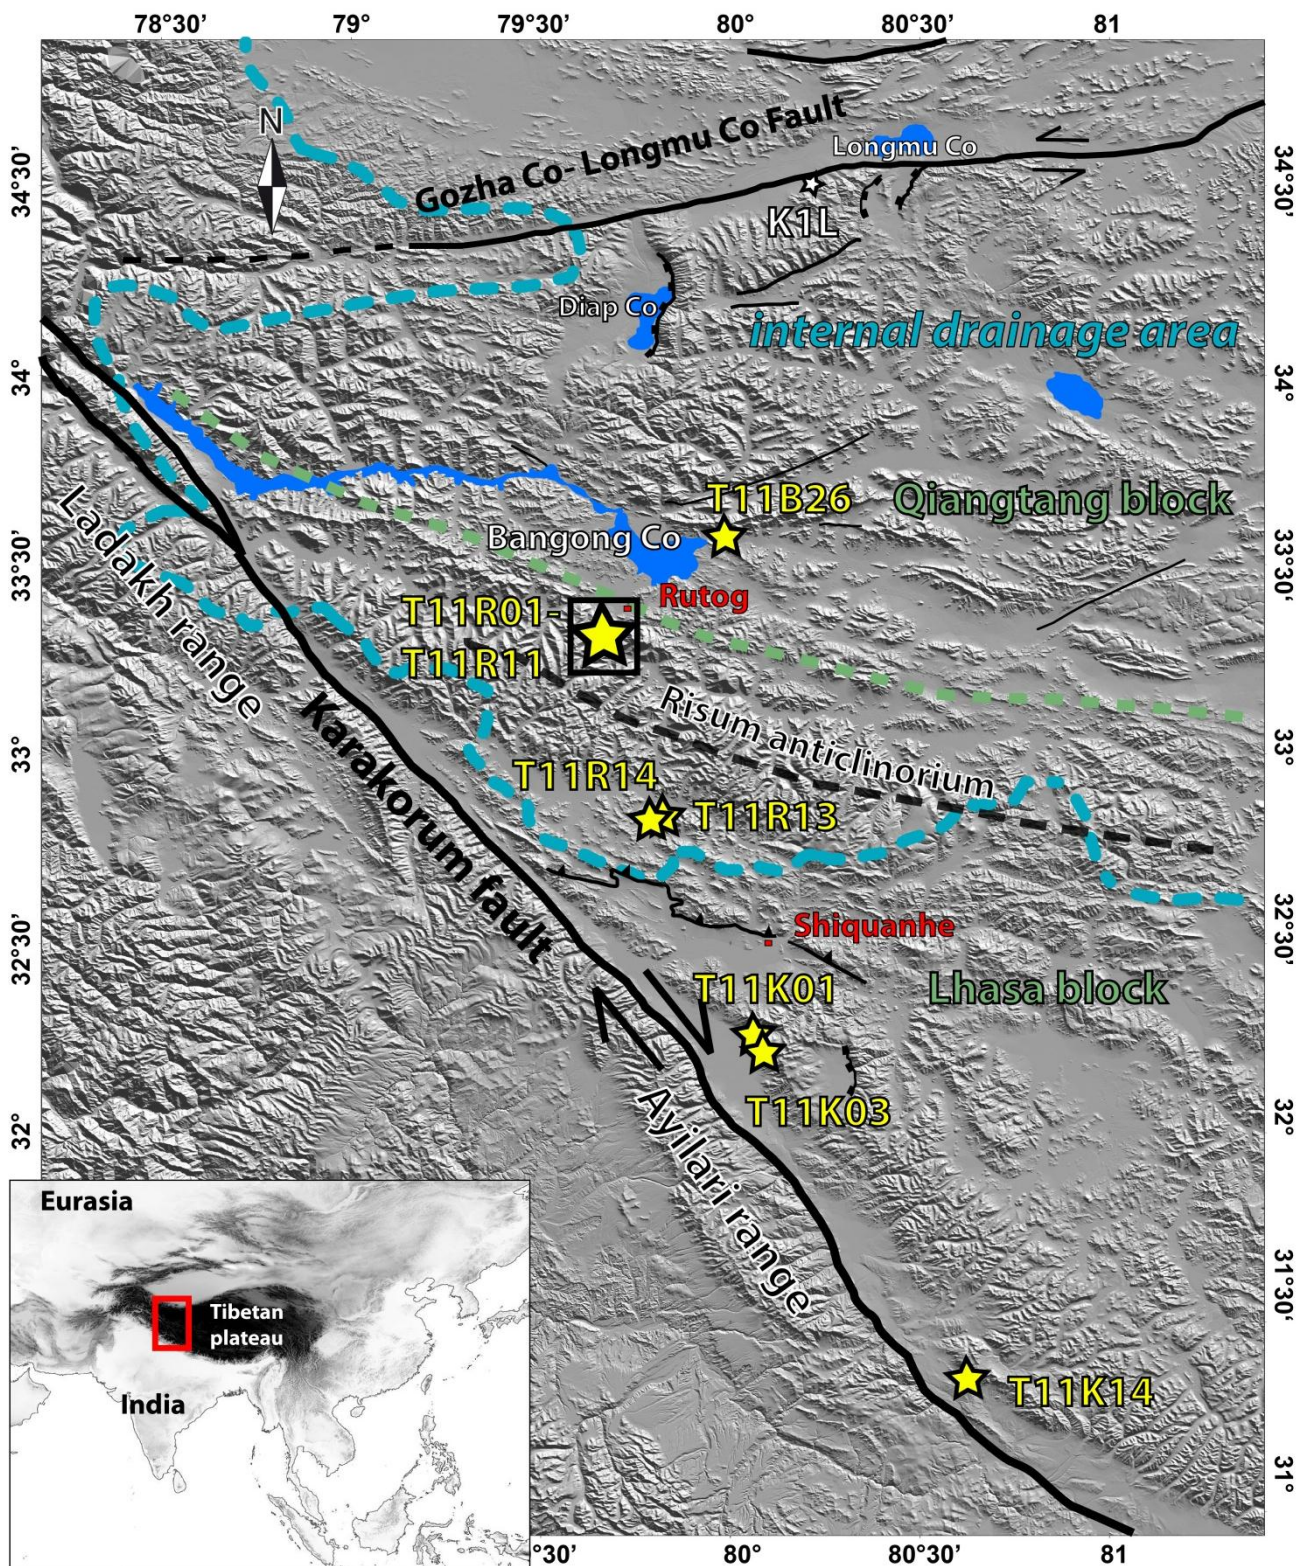 78°30' 79° 79°30' 80° 80°30' 81°
N
Gozha Co- Longmu Co Fault
Longmu Co
34°30'
34°30'
K1L
Diap Co
internal drainage area
34°
34°
T11B26
Qiangtang block
Bangong Co
Ladakh range
33°30'
33°30'
Rutog
T11R01-
T11R11
Karakorum fault
Risum anticlinorium
33°
33°
T11R14
T11R13
Shiquanhe
32°30'
32°30'
T11K01
Lhasa block
T11K03
32°
32°
Ayilari range
Eurasia
Tibetan
plateau
India
31°30'
T11K14
31°
°30' 80° 80°30' 81°